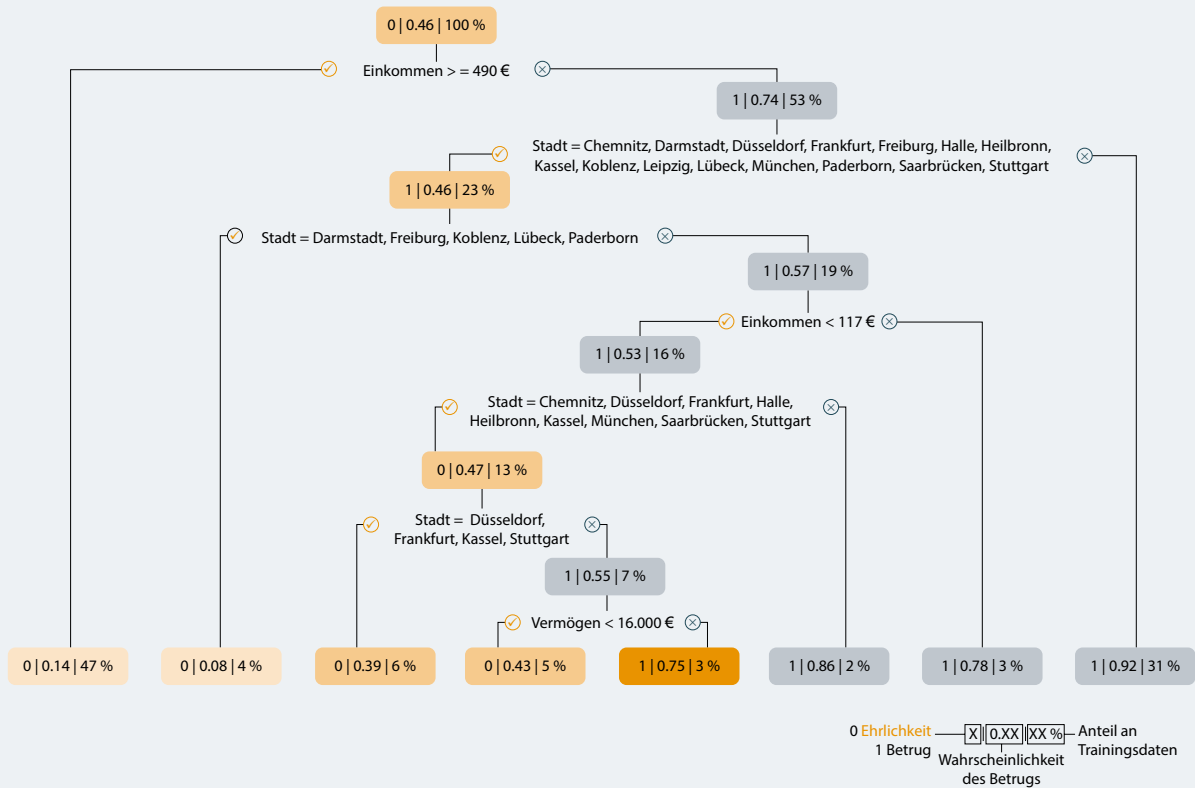 0 | 0.46 | 100 %
Einkommen > = 490 €
1 | 0.74 | 53 %
Stadt = Chemnitz, Darmstadt, Düsseldorf, Frankfurt, Freiburg, Halle, Heilbronn,
Kassel, Koblenz, Leipzig, Lübeck, München, Paderborn, Saarbrücken, Stuttgart
1 | 0.46 | 23 %
Stadt = Darmstadt, Freiburg, Koblenz, Lübeck, Paderborn
1 | 0.57 | 19 %
Einkommen < 117 €
1 | 0.53 | 16 %
Stadt = Chemnitz, Düsseldorf, Frankfurt, Halle,
Heilbronn, Kassel, München, Saarbrücken, Stuttgart
0 | 0.47 | 13 %
Stadt = Düsseldorf,
Frankfurt, Kassel, Stuttgart
1 | 0.55 | 7 %
Vermögen < 16.000 €
0 | 0.14 | 47 %
0 | 0.08 | 4 %
0 | 0.39 | 6 %
0 | 0.43 | 5 %
1 | 0.75 | 3 %
1 | 0.86 | 2 %
1 | 0.78 | 3 %
1 | 0.92 | 31 %
0 Ehrlichkeit
1 Betrug
X | 0.XX | XX %
Anteil an
Trainingsdaten
Wahrscheinlichkeit
des Betrugs